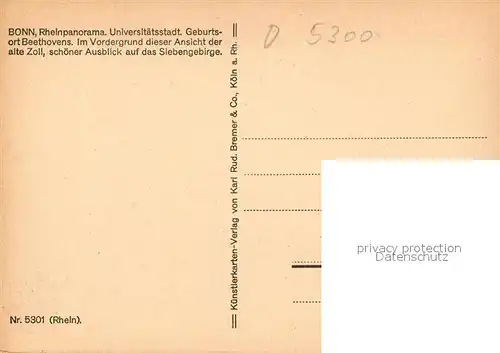 BONN, Rheinpanorama. Universitätsstadt. Geburts-
ort Beethovens. Im Vordergrund dieser Ansicht der
alte Zoll, schöner Ausblick auf das Siebengebirge.
D 5300
Künstlerkarten-Verlag von Karl Rud. Bremer & Co., Köln a. Rh.
privacy protection
Datenschutz
Nr. 5301 (Rhein).